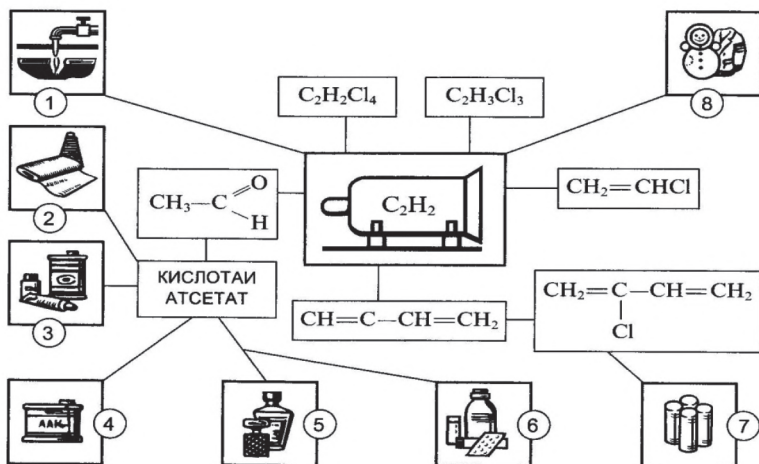 1
C₂H₂Cl₄
C₂H₃Cl₃
8
2
CH₃—C
O
H
C₂H₂
CH₂=CHCl
3
КИСЛОТАИ
АТСЕТАТ
CH=C—CH=CH₂
CH₂=C—CH=CH₂
Cl
4
5
6
7